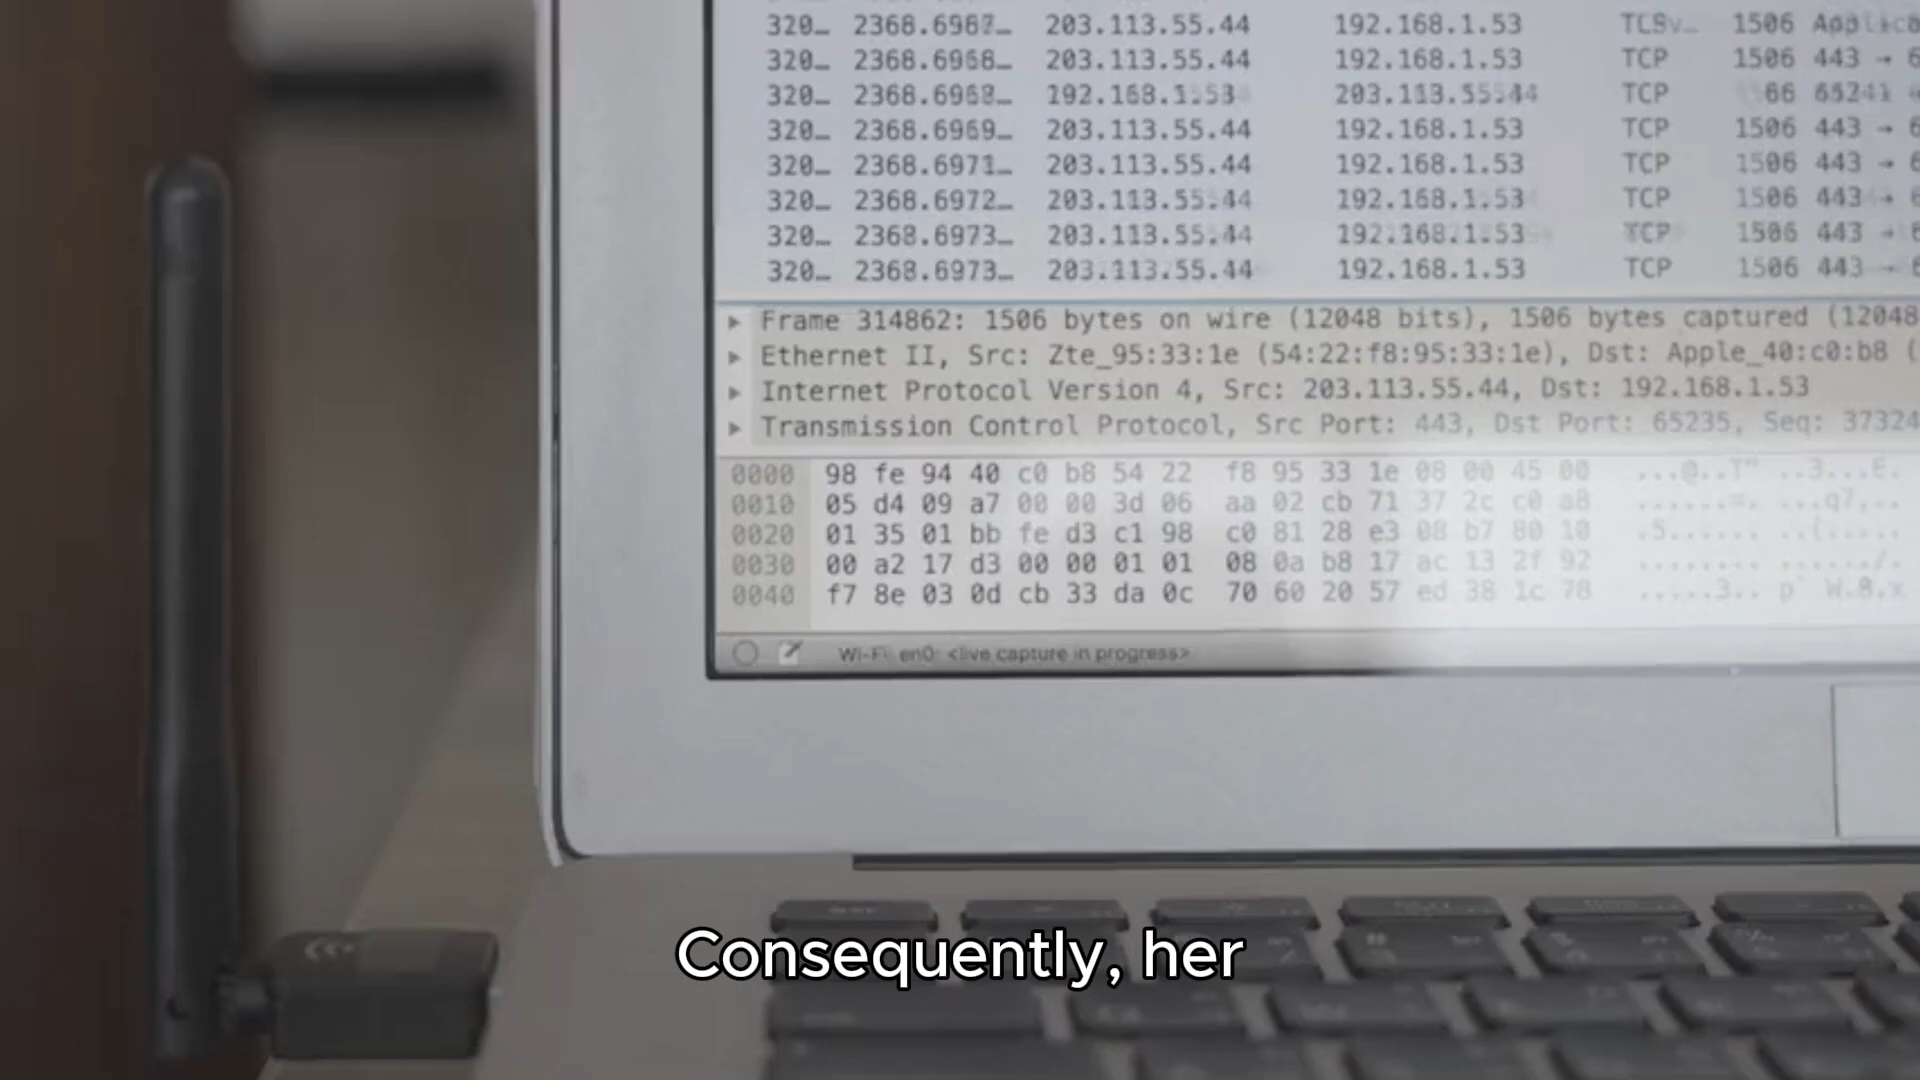 320… 2368.6967… 203.113.55.44 192.168.1.53 1506
320… 2368.6968… 203.113.55.44 192.168.1.53 TCP 1506 443 →
320… 2368.6968… 192.168.1.53 203.113.55.44 TCP 66 65241
320… 2368.6969… 203.113.55.44 192.168.1.53 TCP 1506 443 →
320… 2368.6971… 203.113.55.44 192.168.1.53 TCP 1506 443 →
320… 2368.6972… 203.113.55.44 192.168.1.53 TCP 1506 443 →
320… 2368.6973… 203.113.55.44 192.168.1.53 TCP 1506 443 →
320… 2368.6973… 203.113.55.44 192.168.1.53 TCP 1506 443 →
Frame 314862: 1506 bytes on wire (12048 bits), 1506 bytes captured (12048
Ethernet II, Src: Zte_95:33:1e (54:22:f8:95:33:1e), Dst: Apple_40:c0:b8 (
Internet Protocol Version 4, Src: 203.113.55.44, Dst: 192.168.1.53
Transmission Control Protocol, Src Port: 443, Dst Port: 65235, Seq: 37324
0000 98 fe 94 40 c0 b8 54 22 f8 95 33 1e 08 00 45 00 ...@..T" ..3...E.
0010 05 d4 09 a7 00 00 3d 06 aa 02 cb 71 37 2c c0 a8 ......=. ...q7,..
0020 01 35 01 bb fe d3 c1 98 c0 81 28 e3 08 b7 80 10 .5...... ..(.....
0030 00 a2 17 d3 00 00 01 01 08 0a b8 17 ac 13 2f 92 ........ ....../.
0040 f7 8e 03 0d cb 33 da 0c 70 60 20 57 ed 38 1c 78 .....3.. p` W.8.x
Wi-Fi: en0: <live capture in progress>
Consequently, her